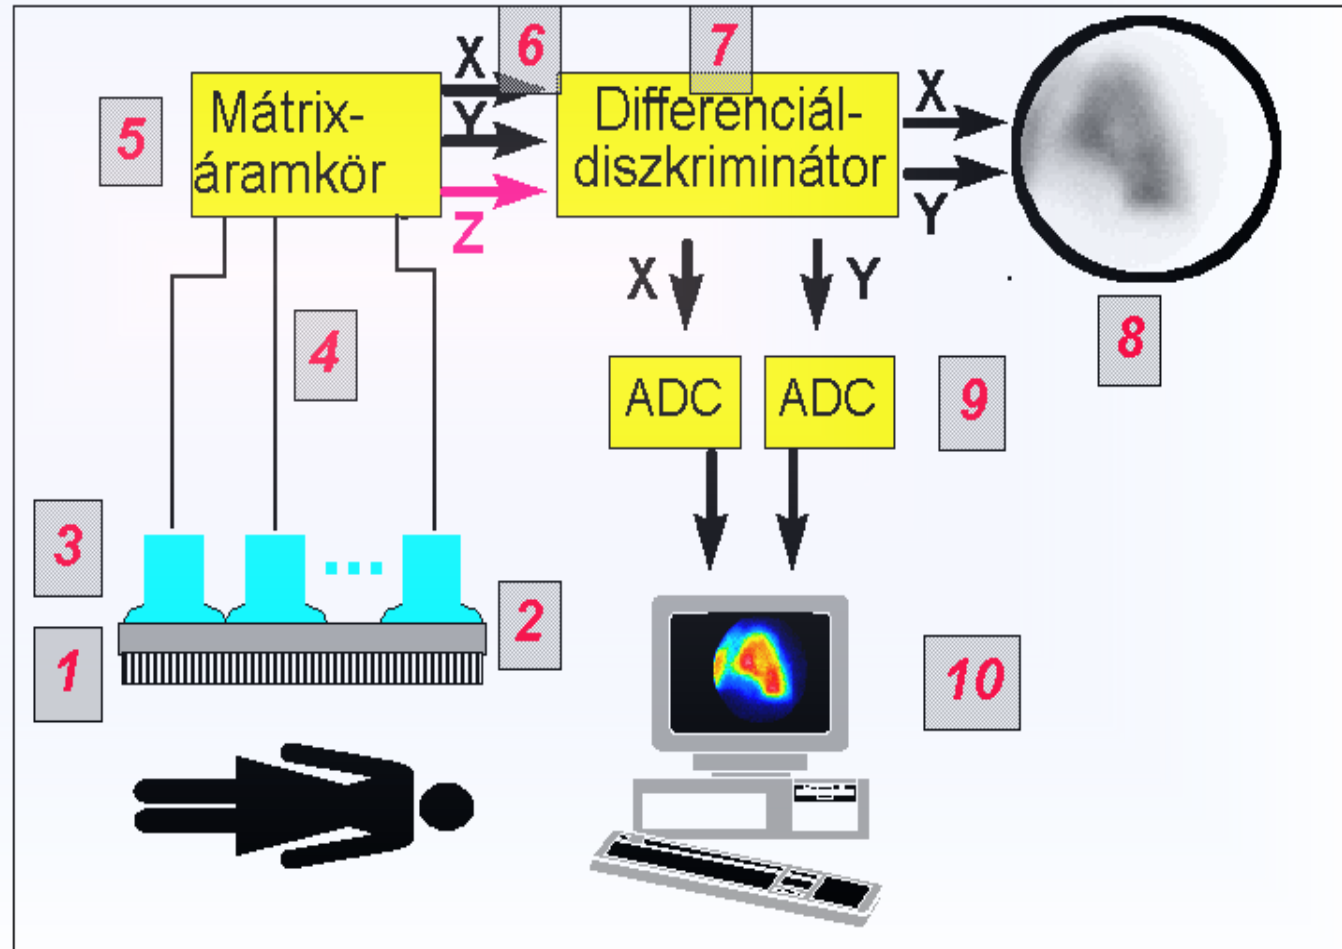 6
7
X
Y
Z
5
Mátrix-
áramkör
Differenciál-
diszkriminátor
X
Y
X
Y
4
8
ADC
ADC
9
3
2
1
10